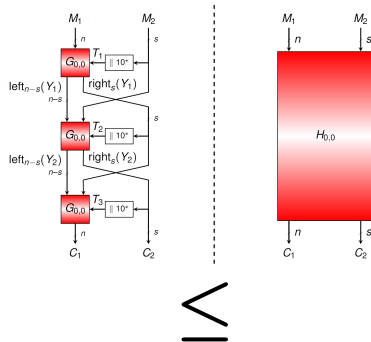 M₁ M₂ M₁ M₂
n T₁ s n s
G₀,₀ || 10*
left_{n−s}(Y₁) right_s(Y₁)
n−s
T₂
G₀,₀ || 10* H₀,₀
left_{n−s}(Y₂) right_s(Y₂)
n−s
T₃
G₀,₀ || 10*
n s n s
C₁ C₂ C₁ C₂
≤